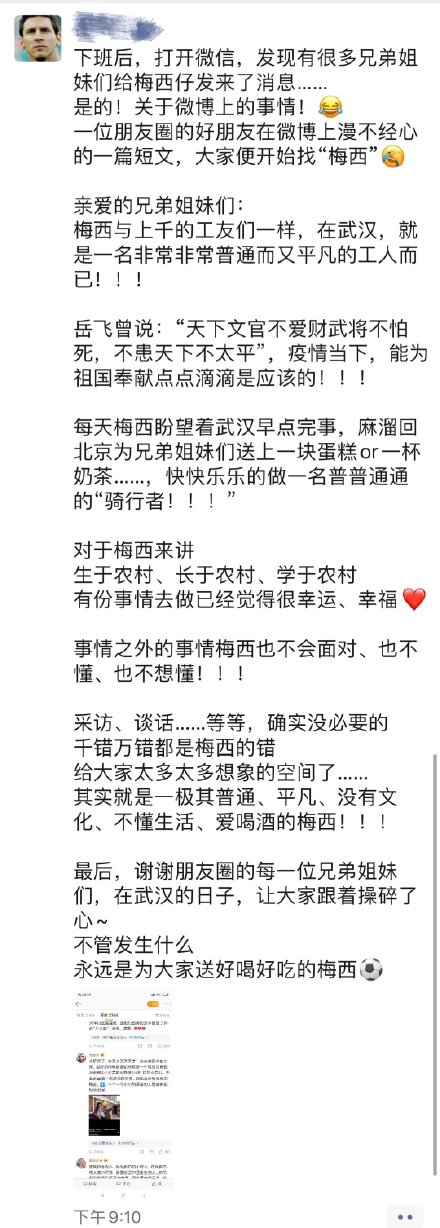 下班后，打开微信，发现有很多兄弟姐
妹们给梅西仔发来了消息……
是的！关于微博上的事情！😂
一位朋友圈的好朋友在微博上漫不经心
的一篇短文，大家便开始找“梅西”🤣
亲爱的兄弟姐妹们：
梅西与上千的工友们一样，在武汉，就
是一名非常非常普通而又平凡的工人而
已！！！
岳飞曾说：“天下文官不爱财武将不怕
死，不患天下不太平”，疫情当下，能为
祖国奉献点点滴滴是应该的！！！
每天梅西盼望着武汉早点完事，麻溜回
北京为兄弟姐妹们送上一块蛋糕or一杯
奶茶……，快快乐乐的做一名普普通通
的“骑行者！！！”
对于梅西来讲
生于农村、长于农村、学于农村
有份事情去做已经觉得很幸运、幸福❤️
事情之外的事情梅西也不会面对、也不
懂、也不想懂！！！
采访、谈话……等等，确实没必要的
千错万错都是梅西的错
给大家太多太多想象的空间了……
其实就是一极其普通、平凡、没有文
化、不懂生活、爱喝酒的梅西！！！
最后，谢谢朋友圈的每一位兄弟姐妹
们，在武汉的日子，让大家跟着操碎了
心~
不管发生什么
永远是为大家送好喝好吃的梅西⚽
下午9:10